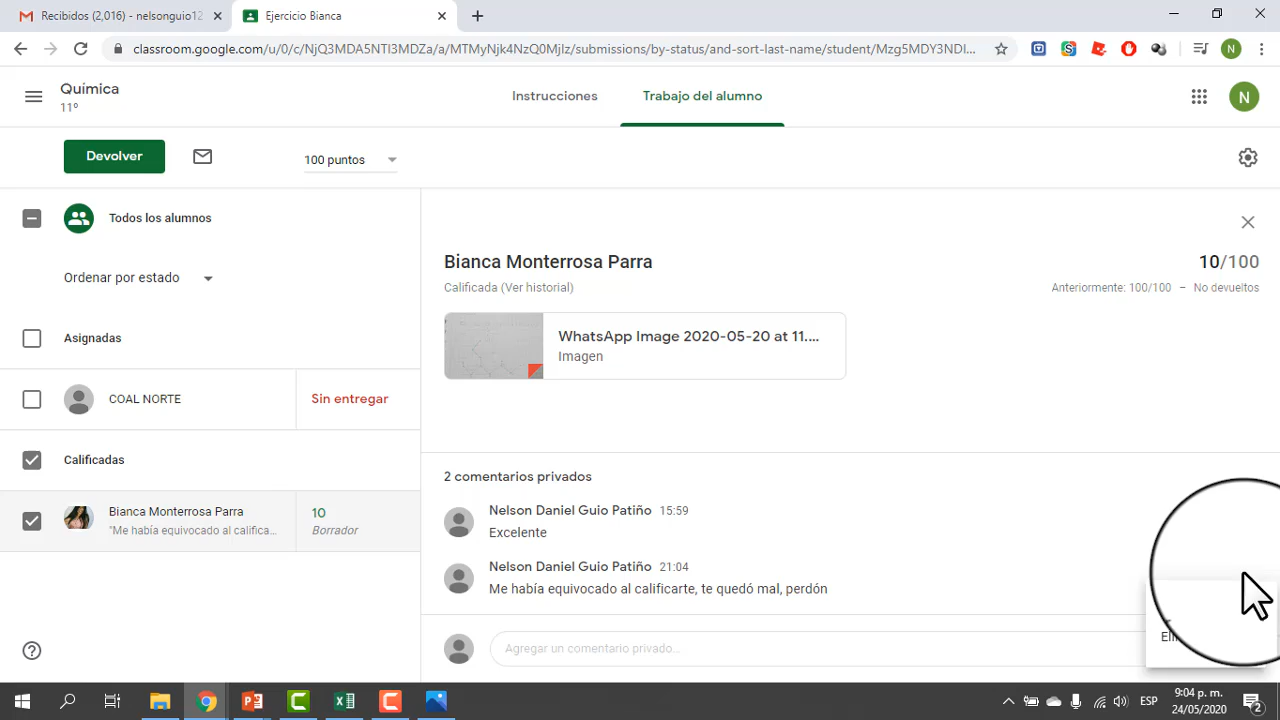 Recibidos (2,016) - nelsonguio12
Ejercicio Bianca
classroom.google.com/u/0/c/NjQ3MDA5NTI3MDZa/a/MTMyNjk4NzQ0MjIz/submissions/by-status/and-sort-last-name/student/Mzg5MDY3NDI...
N
Química
11º
Instrucciones
Trabajo del alumno
N
Devolver
100 puntos
Todos los alumnos
Ordenar por estado
Asignadas
COAL NORTE
Sin entregar
Calificadas
Bianca Monterrosa Parra
"Me había equivocado al califica...
10
Borrador
Bianca Monterrosa Parra
10/100
Calificada (Ver historial)
Anteriormente: 100/100 – No devueltos
WhatsApp Image 2020-05-20 at 11....
Imagen
2 comentarios privados
Nelson Daniel Guio Patiño 15:59
Excelente
Nelson Daniel Guio Patiño 21:04
Me había equivocado al calificarte, te quedó mal, perdón
Agregar un comentario privado...
ESP
9:04 p. m.
24/05/2020
2